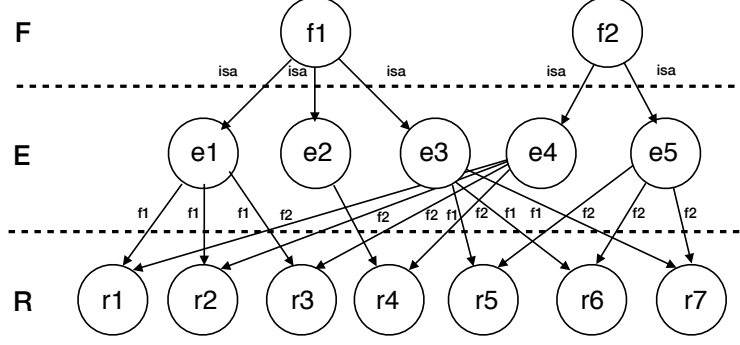 F f1 f2
isa isa isa isa isa
E e1 e2 e3 e4 e5
f1 f1 f1 f2 f2 f1 f2 f1 f1 f2 f2 f2
R r1 r2 r3 r4 r5 r6 r7